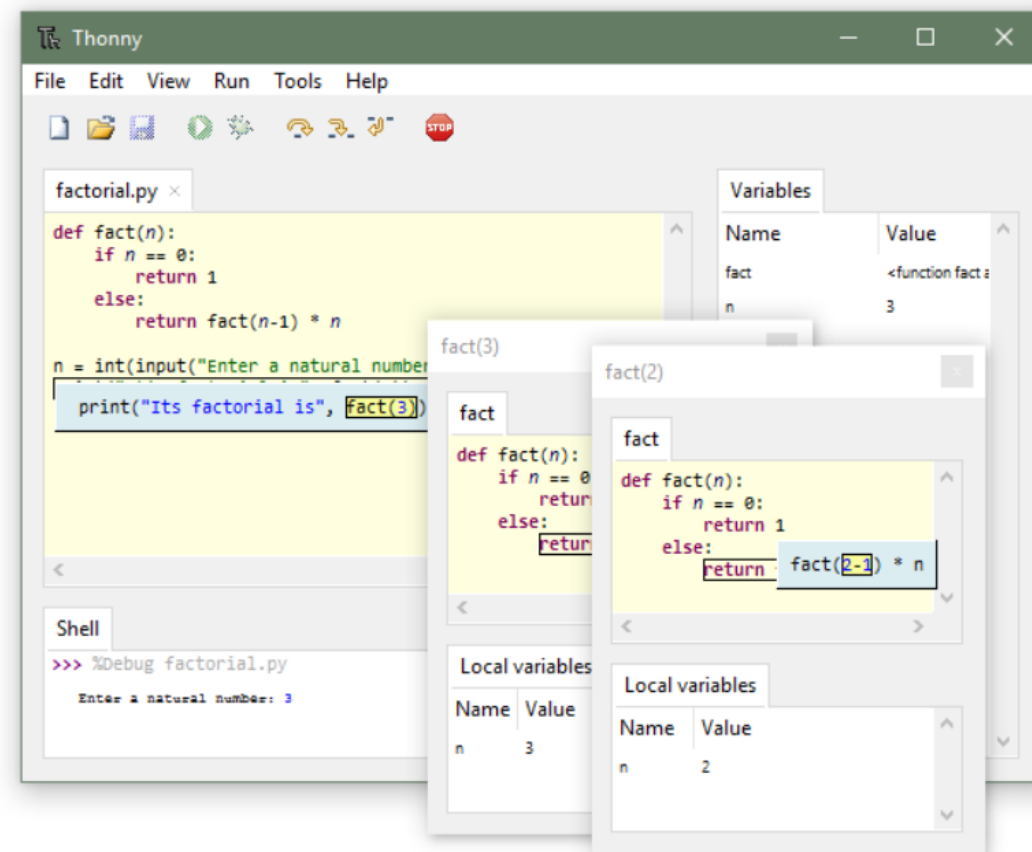 Thonny
File Edit View Run Tools Help
STOP
factorial.py
def fact(n):
    if n == 0:
        return 1
    else:
        return fact(n-1) * n
n = int(input("Enter a natural number
print("Its factorial is", fact(3))
Shell
>>> %Debug factorial.py
Enter a natural number: 3
Variables
Name Value
fact <function fact a
n 3
fact(3)
fact
def fact(n):
    if n == 0
        retur
    else:
        retur
Local variables
Name Value
n 3
fact(2)
fact
def fact(n):
    if n == 0:
        return 1
    else:
        return fact(2-1) * n
Local variables
Name Value
n 2